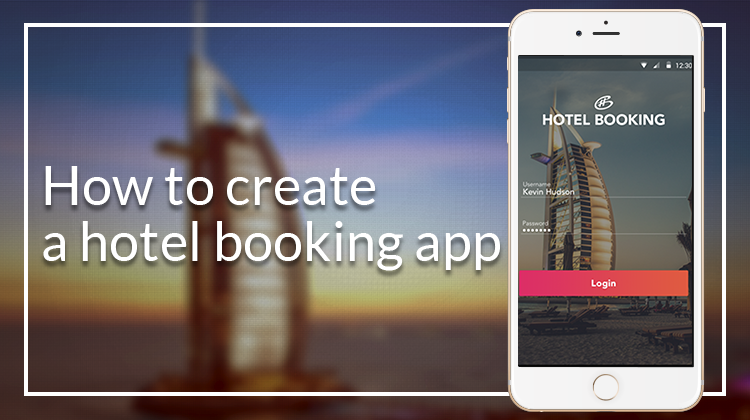 How to create
a hotel booking app
12:30
HOTEL BOOKING
Username
Kevin Hudson
Password
•••••••
Login